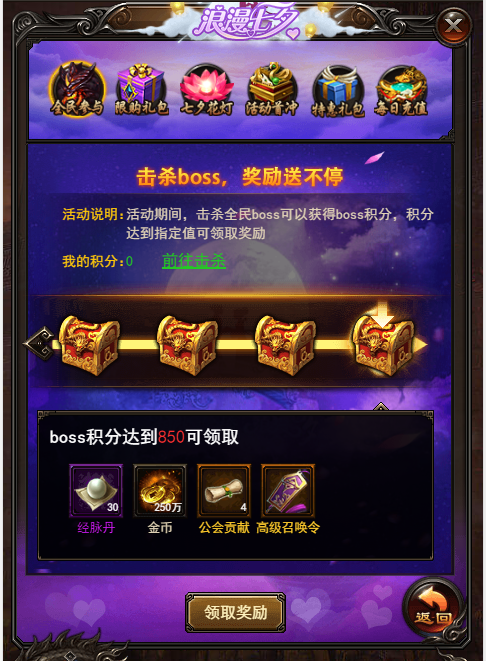 浪漫七夕
全民参与 限购礼包 七夕花灯 活动首冲 特惠礼包 每日充值
击杀boss，奖励送不停
活动说明:活动期间，击杀全民boss可以获得boss积分，积分
达到指定值可领取奖励
我的积分:0 前往击杀
boss积分达到850可领取
30 250万 4
经脉丹 金币 公会贡献 高级召唤令
领取奖励
返回